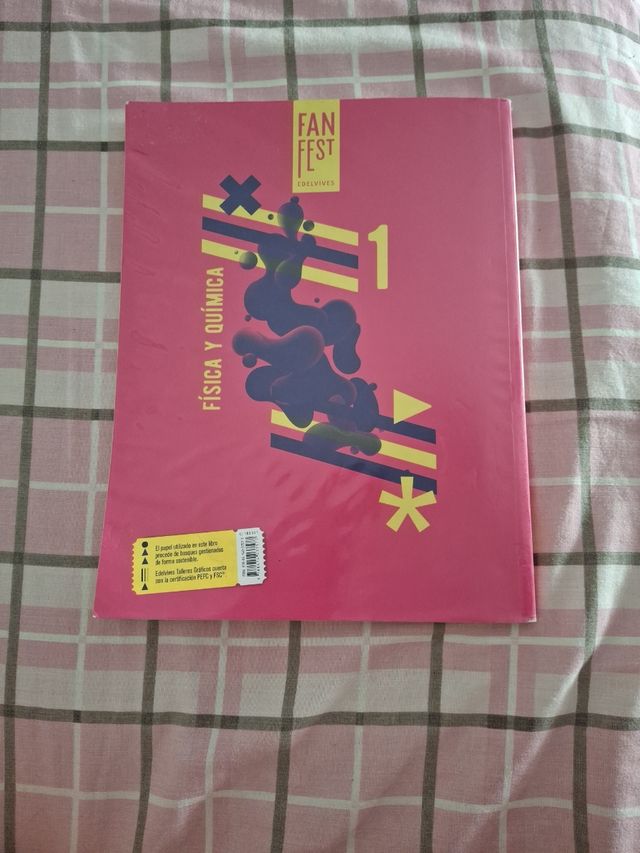 FAN
FEST
EDELVIVES
1
FÍSICA Y QUÍMICA
El papel utilizado en este libro
procede de bosques gestionados
de forma sostenible.
Edelvives Talleres Gráficos cuenta
con la certificación PEFC y FSC®.